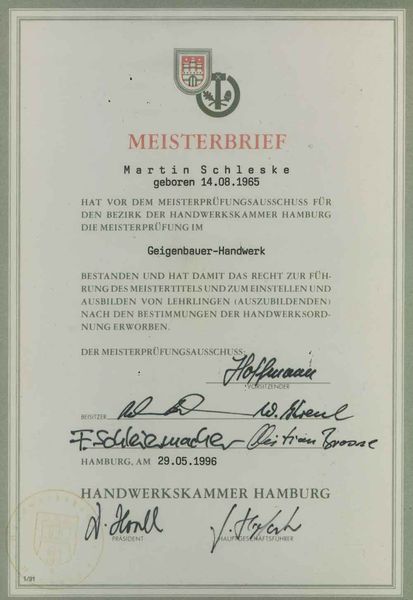 MEISTERBRIEF
Martin Schleske
geboren 14.08.1965
HAT VOR DEM MEISTERPRÜFUNGSAUSSCHUSS FÜR
DEN BEZIRK DER HANDWERKSKAMMER HAMBURG
DIE MEISTERPRÜFUNG IM
Geigenbauer-Handwerk
BESTANDEN UND HAT DAMIT DAS RECHT ZUR FÜH-
RUNG DES MEISTERTITELS UND ZUM EINSTELLEN UND
AUSBILDEN VON LEHRLINGEN (AUSZUBILDENDEN)
NACH DEN BESTIMMUNGEN DER HANDWERKSORD-
NUNG ERWORBEN.
DER MEISTERPRÜFUNGSAUSSCHUSS:
Hoffmann
VORSITZENDER
BEISITZER
F. Schleiermacher Christian Brosse
HAMBURG, AM 29.05.1996
HANDWERKSKAMMER HAMBURG
PRÄSIDENT HAUPTGESCHÄFTSFÜHRER